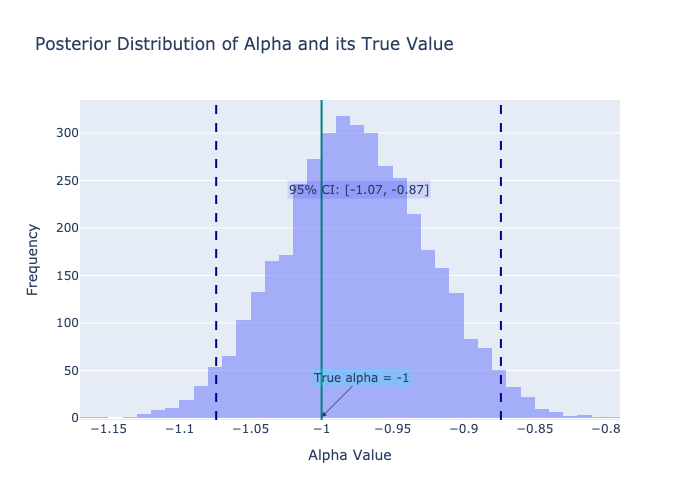 Posterior Distribution of Alpha and its True Value
300
250
95% CI: [-1.07, -0.87]
200
150
100
50
True alpha = -1
0
−1.15 −1.1 −1.05 −1 −0.95 −0.9 −0.85 −0.8
Frequency
Alpha Value